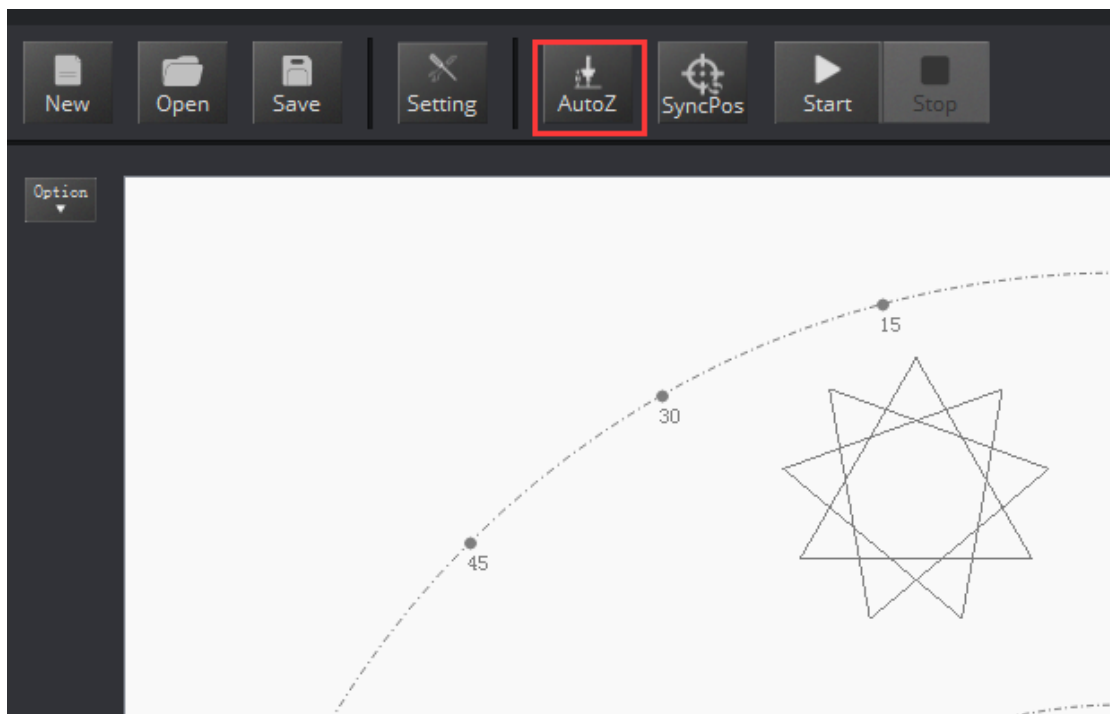 New
Open
Save
Setting
AutoZ
SyncPos
Start
Stop
Option
15
30
45